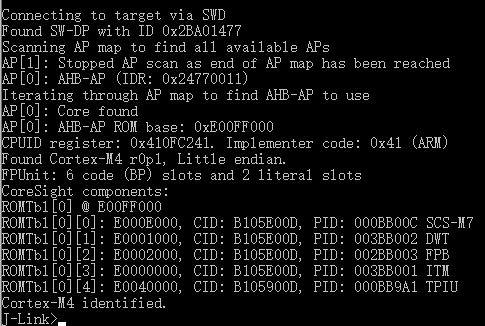 Connecting to target via SWD
Found SW-DP with ID 0x2BA01477
Scanning AP map to find all available APs
AP[1]: Stopped AP scan as end of AP map has been reached
AP[0]: AHB-AP (IDR: 0x24770011)
Iterating through AP map to find AHB-AP to use
AP[0]: Core found
AP[0]: AHB-AP ROM base: 0xE00FF000
CPUID register: 0x410FC241. Implementer code: 0x41 (ARM)
Found Cortex-M4 r0p1, Little endian.
FPUnit: 6 code (BP) slots and 2 literal slots
CoreSight components:
ROMTbl[0] @ E00FF000
ROMTbl[0][0]: E000E000, CID: B105E00D, PID: 000BB00C SCS-M7
ROMTbl[0][1]: E0001000, CID: B105E00D, PID: 003BB002 DWT
ROMTbl[0][2]: E0002000, CID: B105E00D, PID: 002BB003 FPB
ROMTbl[0][3]: E0000000, CID: B105E00D, PID: 003BB001 ITM
ROMTbl[0][4]: E0040000, CID: B105900D, PID: 000BB9A1 TPIU
Cortex-M4 identified.
J-Link>